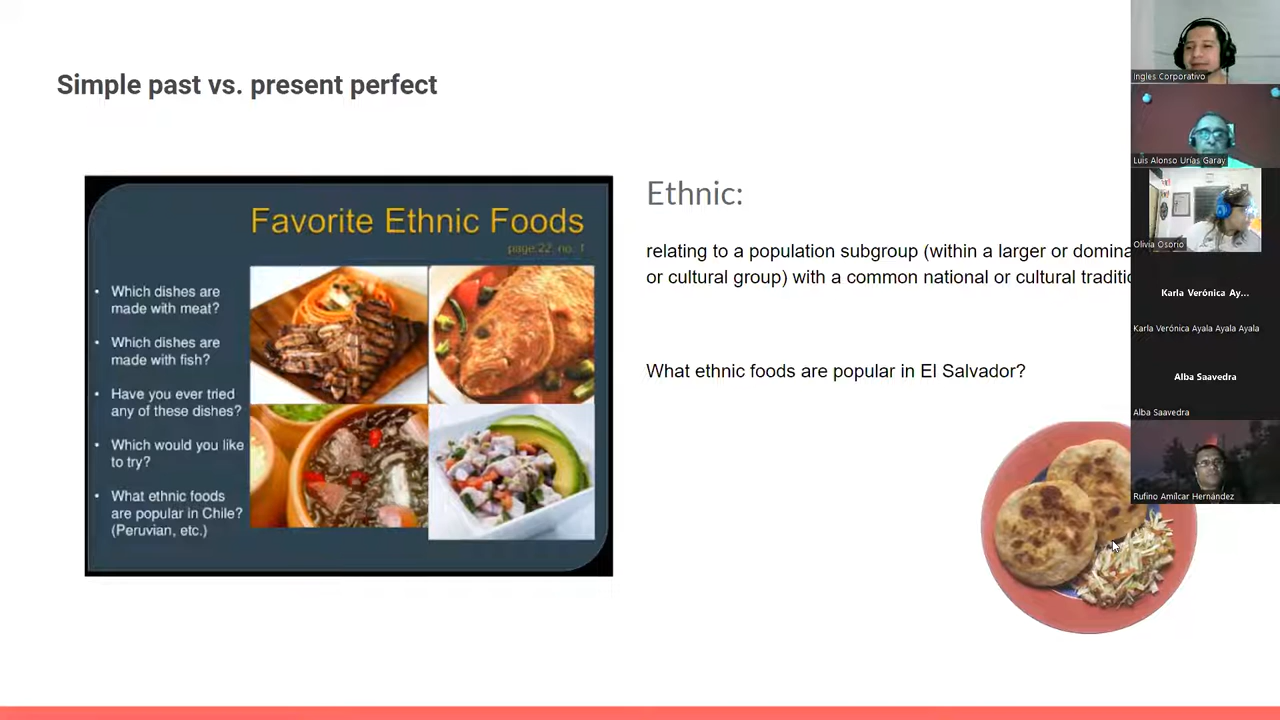 Simple past vs. present perfect
Favorite Ethnic Foods
page 22, no. 1
• Which dishes are
made with meat?
• Which dishes are
made with fish?
• Have you ever tried
any of these dishes?
• Which would you like
to try?
• What ethnic foods
are popular in Chile?
(Peruvian, etc.)
Ethnic:
relating to a population subgroup (within a larger or domina
or cultural group) with a common national or cultural traditic
What ethnic foods are popular in El Salvador?
Ingles Corporativo
Luis Alonso Urías Garay
Olivia Osorio
Karla Verónica Ay...
Karla Verónica Ayala Ayala Ayala
Alba Saavedra
Alba Saavedra
Rufino Amílcar Hernández